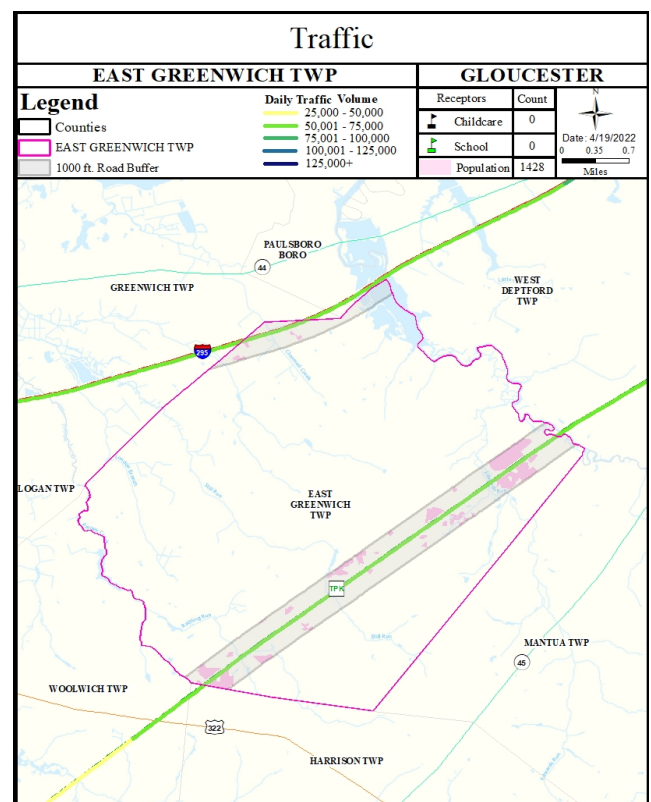 Traffic
EAST GREENWICH TWP
GLOUCESTER
Legend
Counties
EAST GREENWICH TWP
1000 ft. Road Buffer
Daily Traffic Volume
25,000 - 50,000
50,001 - 75,000
75,001 - 100,000
100,001 - 125,000
125,000+
Receptors Count
Childcare 0
School 0
Population 1428
N
Date: 4/19/2022
0 0.35 0.7
Miles
PAULSBORO
BORO
44
GREENWICH TWP
WEST
DEPTFORD
TWP
295
LOGAN TWP
EAST
GREENWICH
TWP
TPK
Still Run
MANTUA TWP
45
WOOLWICH TWP
322
HARRISON TWP